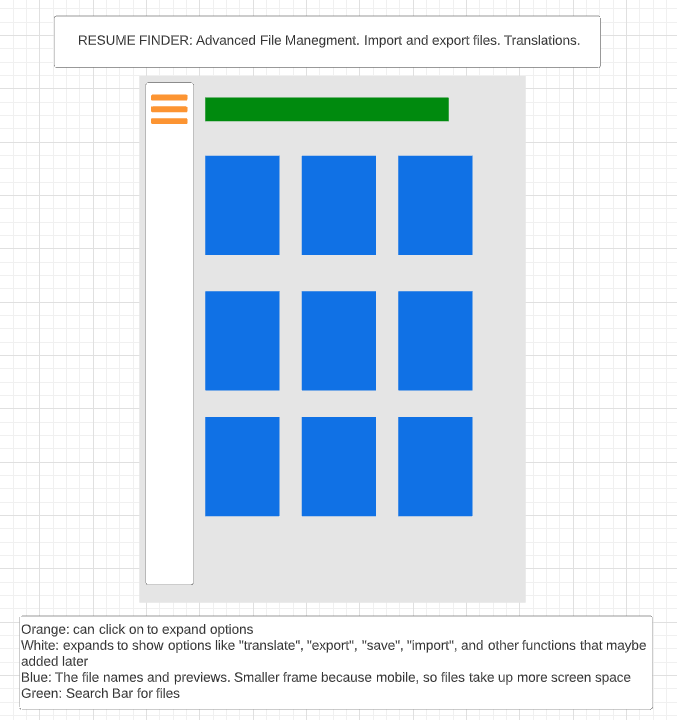 RESUME FINDER: Advanced File Manegment. Import and export files. Translations.
Orange: can click on to expand options
White: expands to show options like "translate", "export", "save", "import", and other functions that maybe
added later
Blue: The file names and previews. Smaller frame because mobile, so files take up more screen space
Green: Search Bar for files